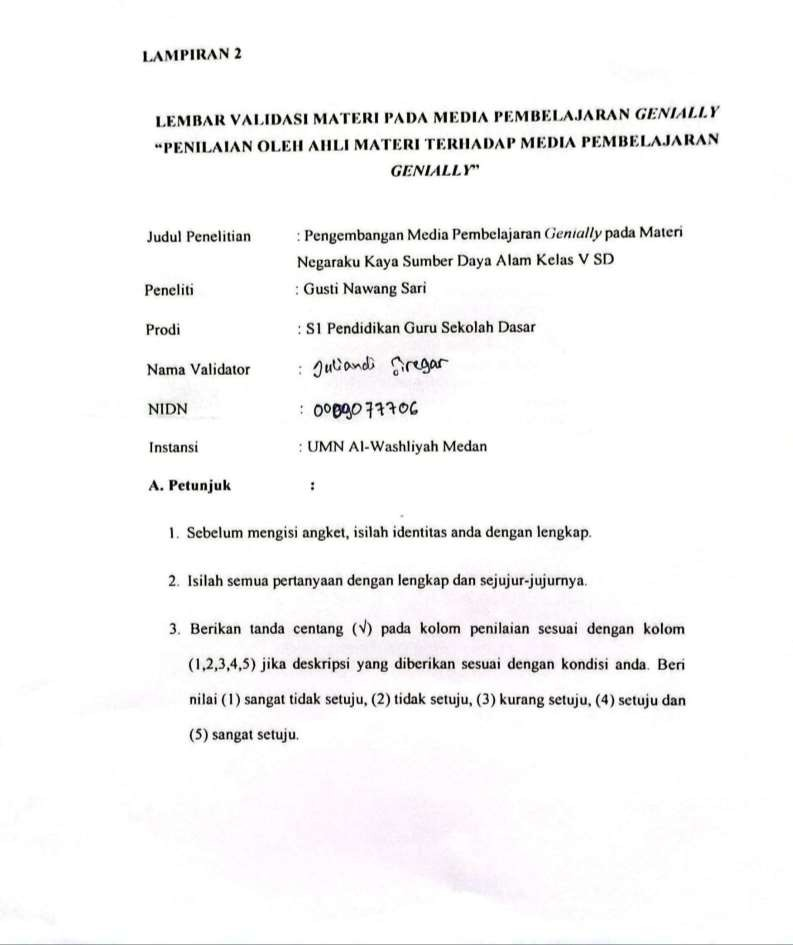 LAMPIRAN 2
LEMBAR VALIDASI MATERI PADA MEDIA PEMBELAJARAN GENIALLY
“PENILAIAN OLEH AHLI MATERI TERHADAP MEDIA PEMBELAJARAN
GENIALLY”
Judul Penelitian : Pengembangan Media Pembelajaran Genially pada Materi
Negaraku Kaya Sumber Daya Alam Kelas V SD
Peneliti : Gusti Nawang Sari
Prodi : S1 Pendidikan Guru Sekolah Dasar
Nama Validator : Juliandi Siregar
NIDN :
Instansi : UMN Al-Washliyah Medan
A. Petunjuk :
1. Sebelum mengisi angket, isilah identitas anda dengan lengkap.
2. Isilah semua pertanyaan dengan lengkap dan sejujur-jujurnya.
3. Berikan tanda centang (√) pada kolom penilaian sesuai dengan kolom
(1,2,3,4,5) jika deskripsi yang diberikan sesuai dengan kondisi anda. Beri
nilai (1) sangat tidak setuju, (2) tidak setuju, (3) kurang setuju, (4) setuju dan
(5) sangat setuju.